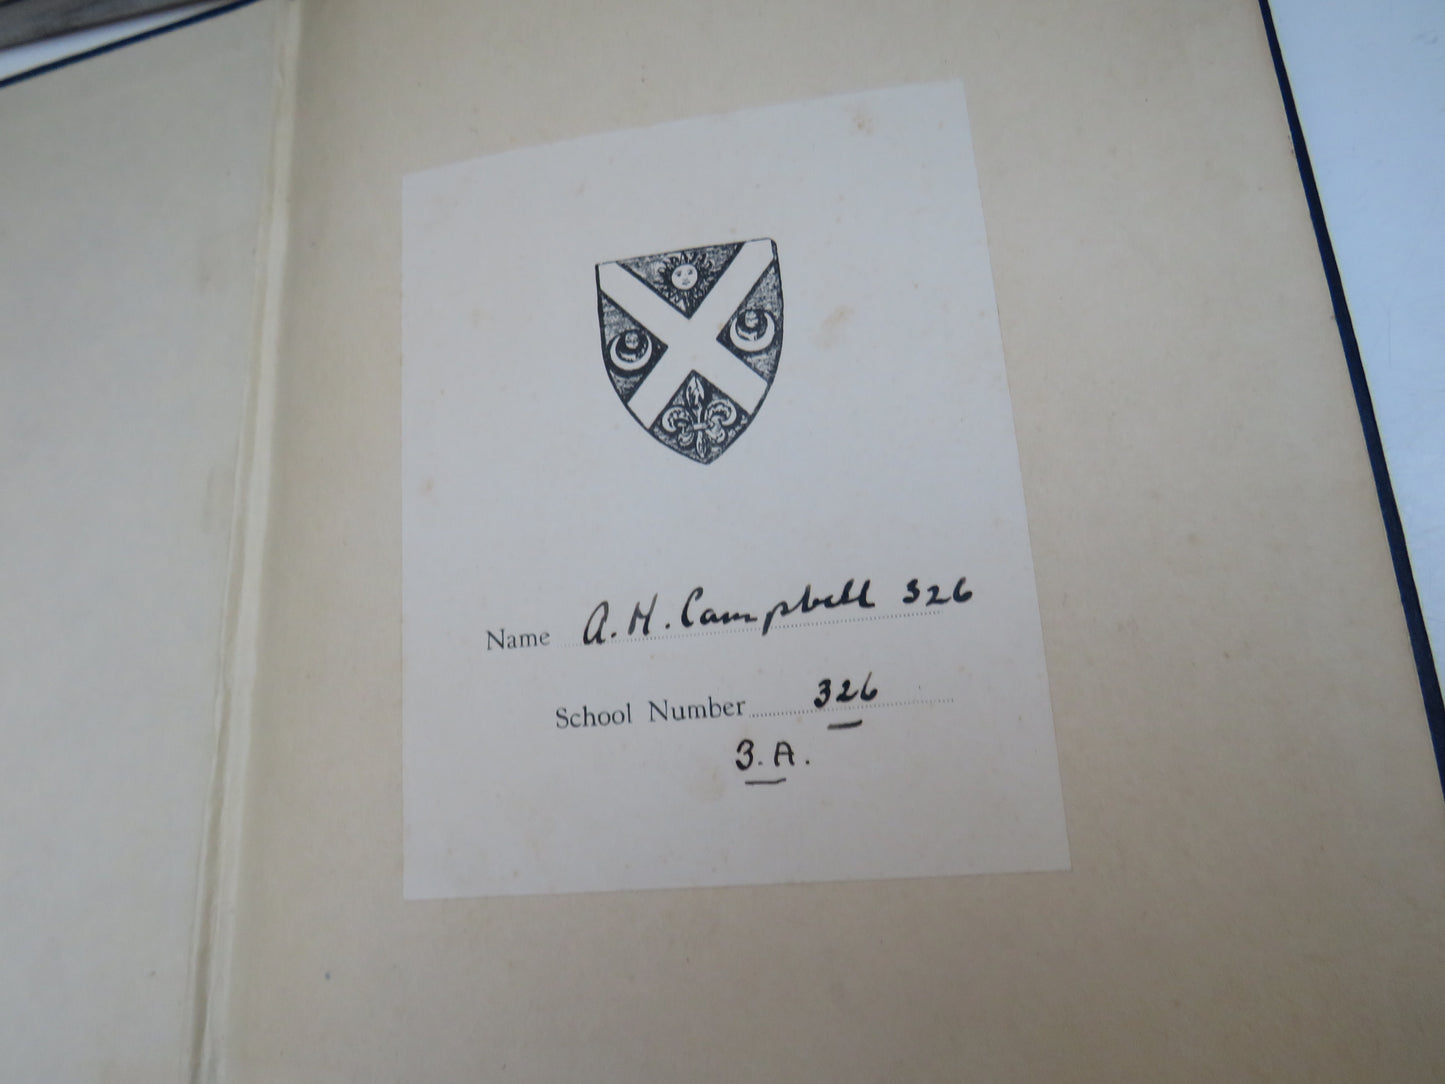 Name A. H. Campbell 326
School Number 326
3. A.